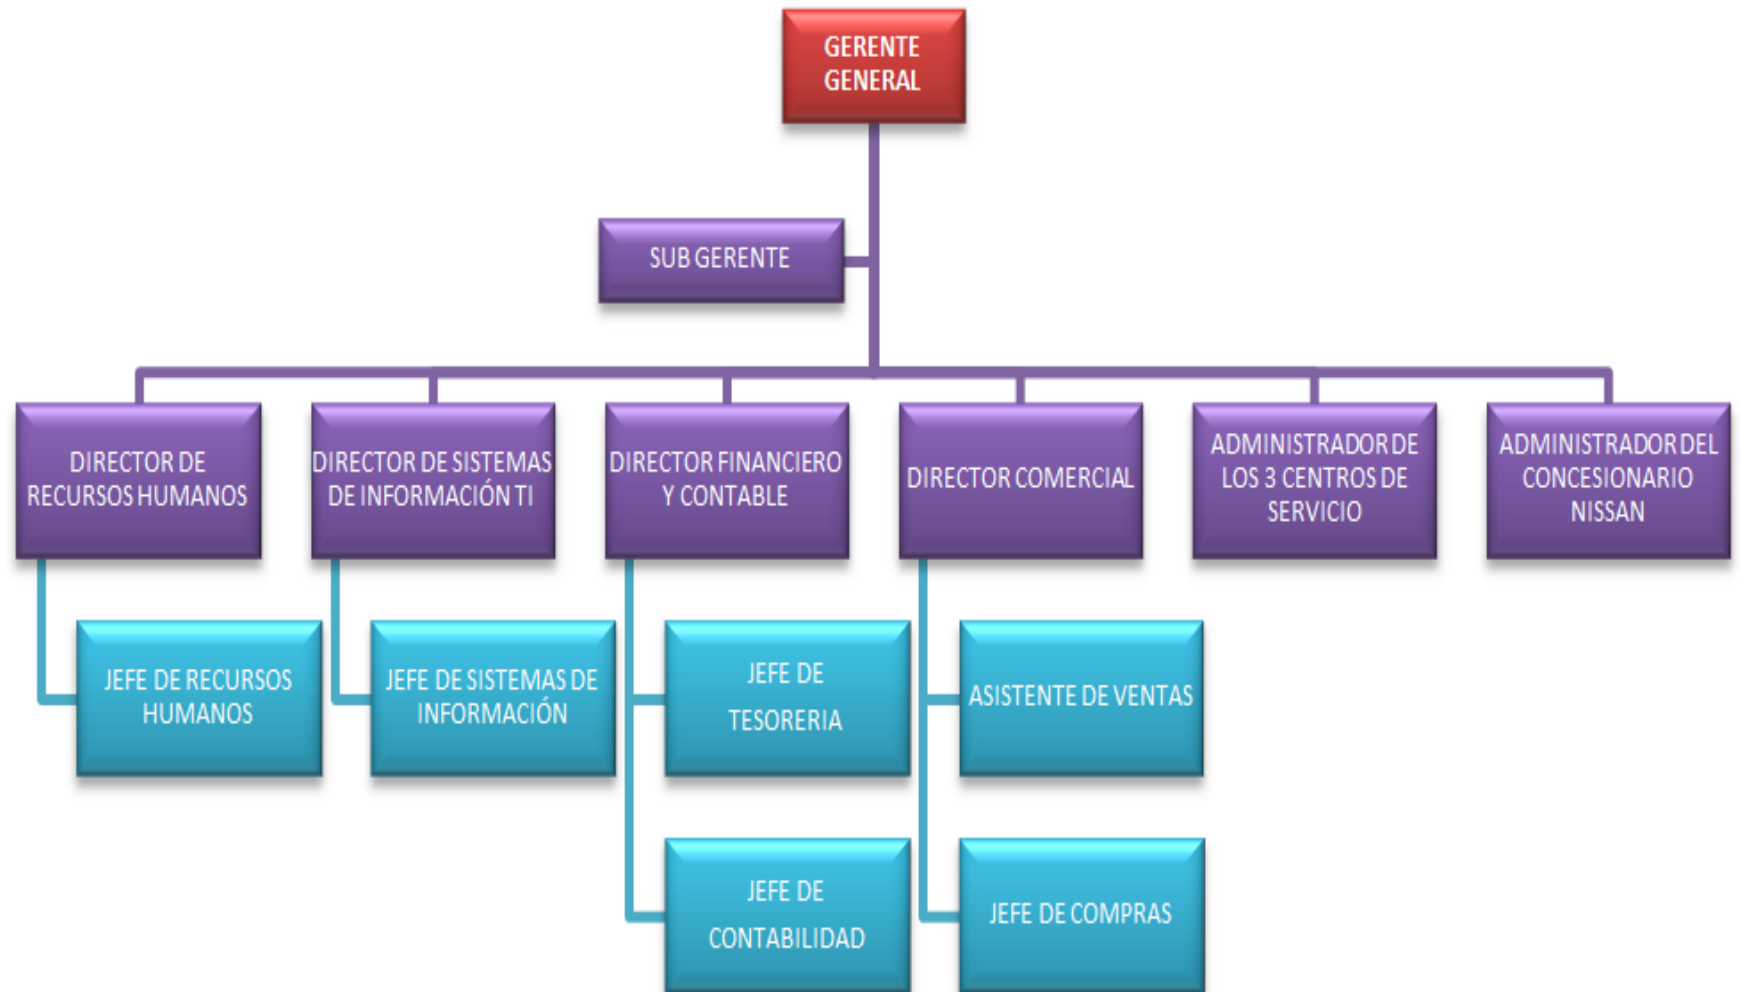 GERENTE
GENERAL
SUB GERENTE
DIRECTOR DE
RECURSOS HUMANOS
DIRECTOR DE SISTEMAS
DE INFORMACIÓN TI
DIRECTOR FINANCIERO
Y CONTABLE
DIRECTOR COMERCIAL
ADMINISTRADOR DE
LOS 3 CENTROS DE
SERVICIO
ADMINISTRADOR DEL
CONCESIONARIO
NISSAN
JEFE DE RECURSOS
HUMANOS
JEFE DE SISTEMAS DE
INFORMACIÓN
JEFE DE
TESORERIA
ASISTENTE DE VENTAS
JEFE DE
CONTABILIDAD
JEFE DE COMPRAS